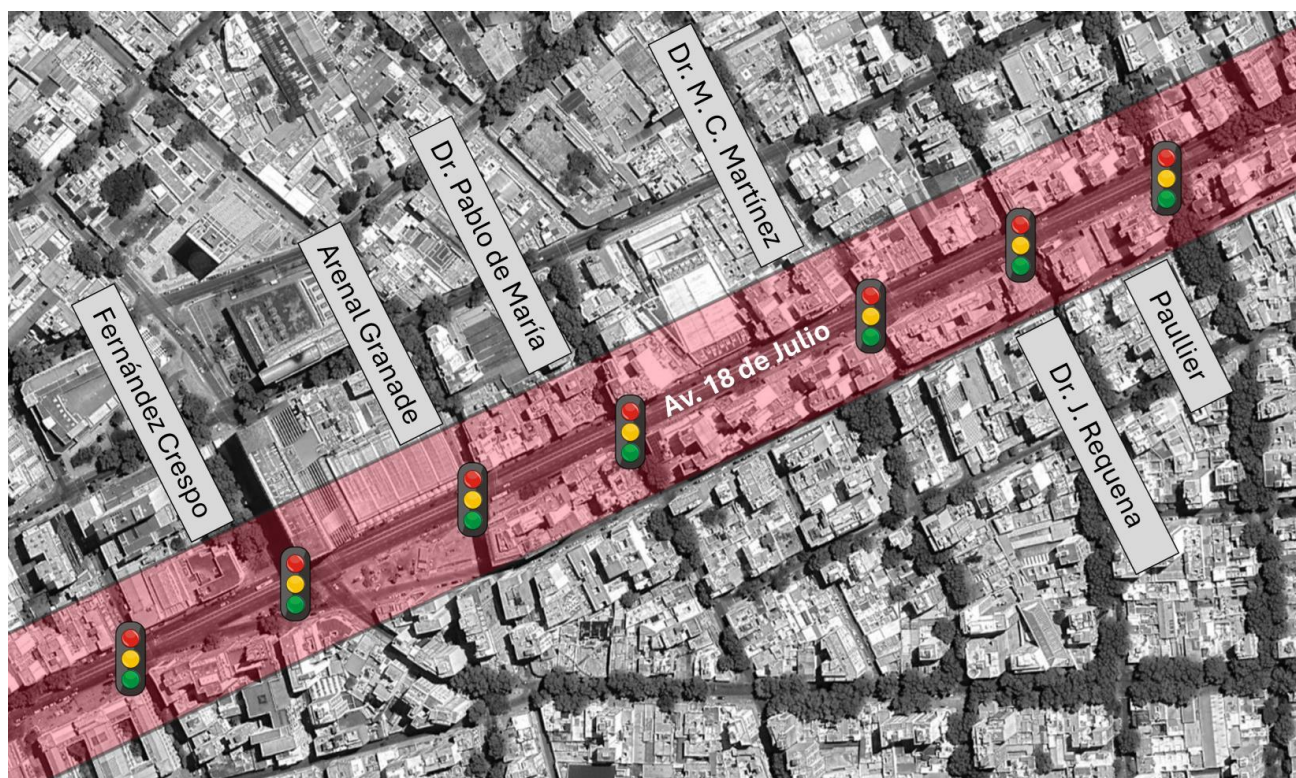 Fernández Crespo
Arenal Granade
Dr. Pablo de María
Dr. M. C. Martínez
Av. 18 de Julio
Dr. J. Requena
Paullier